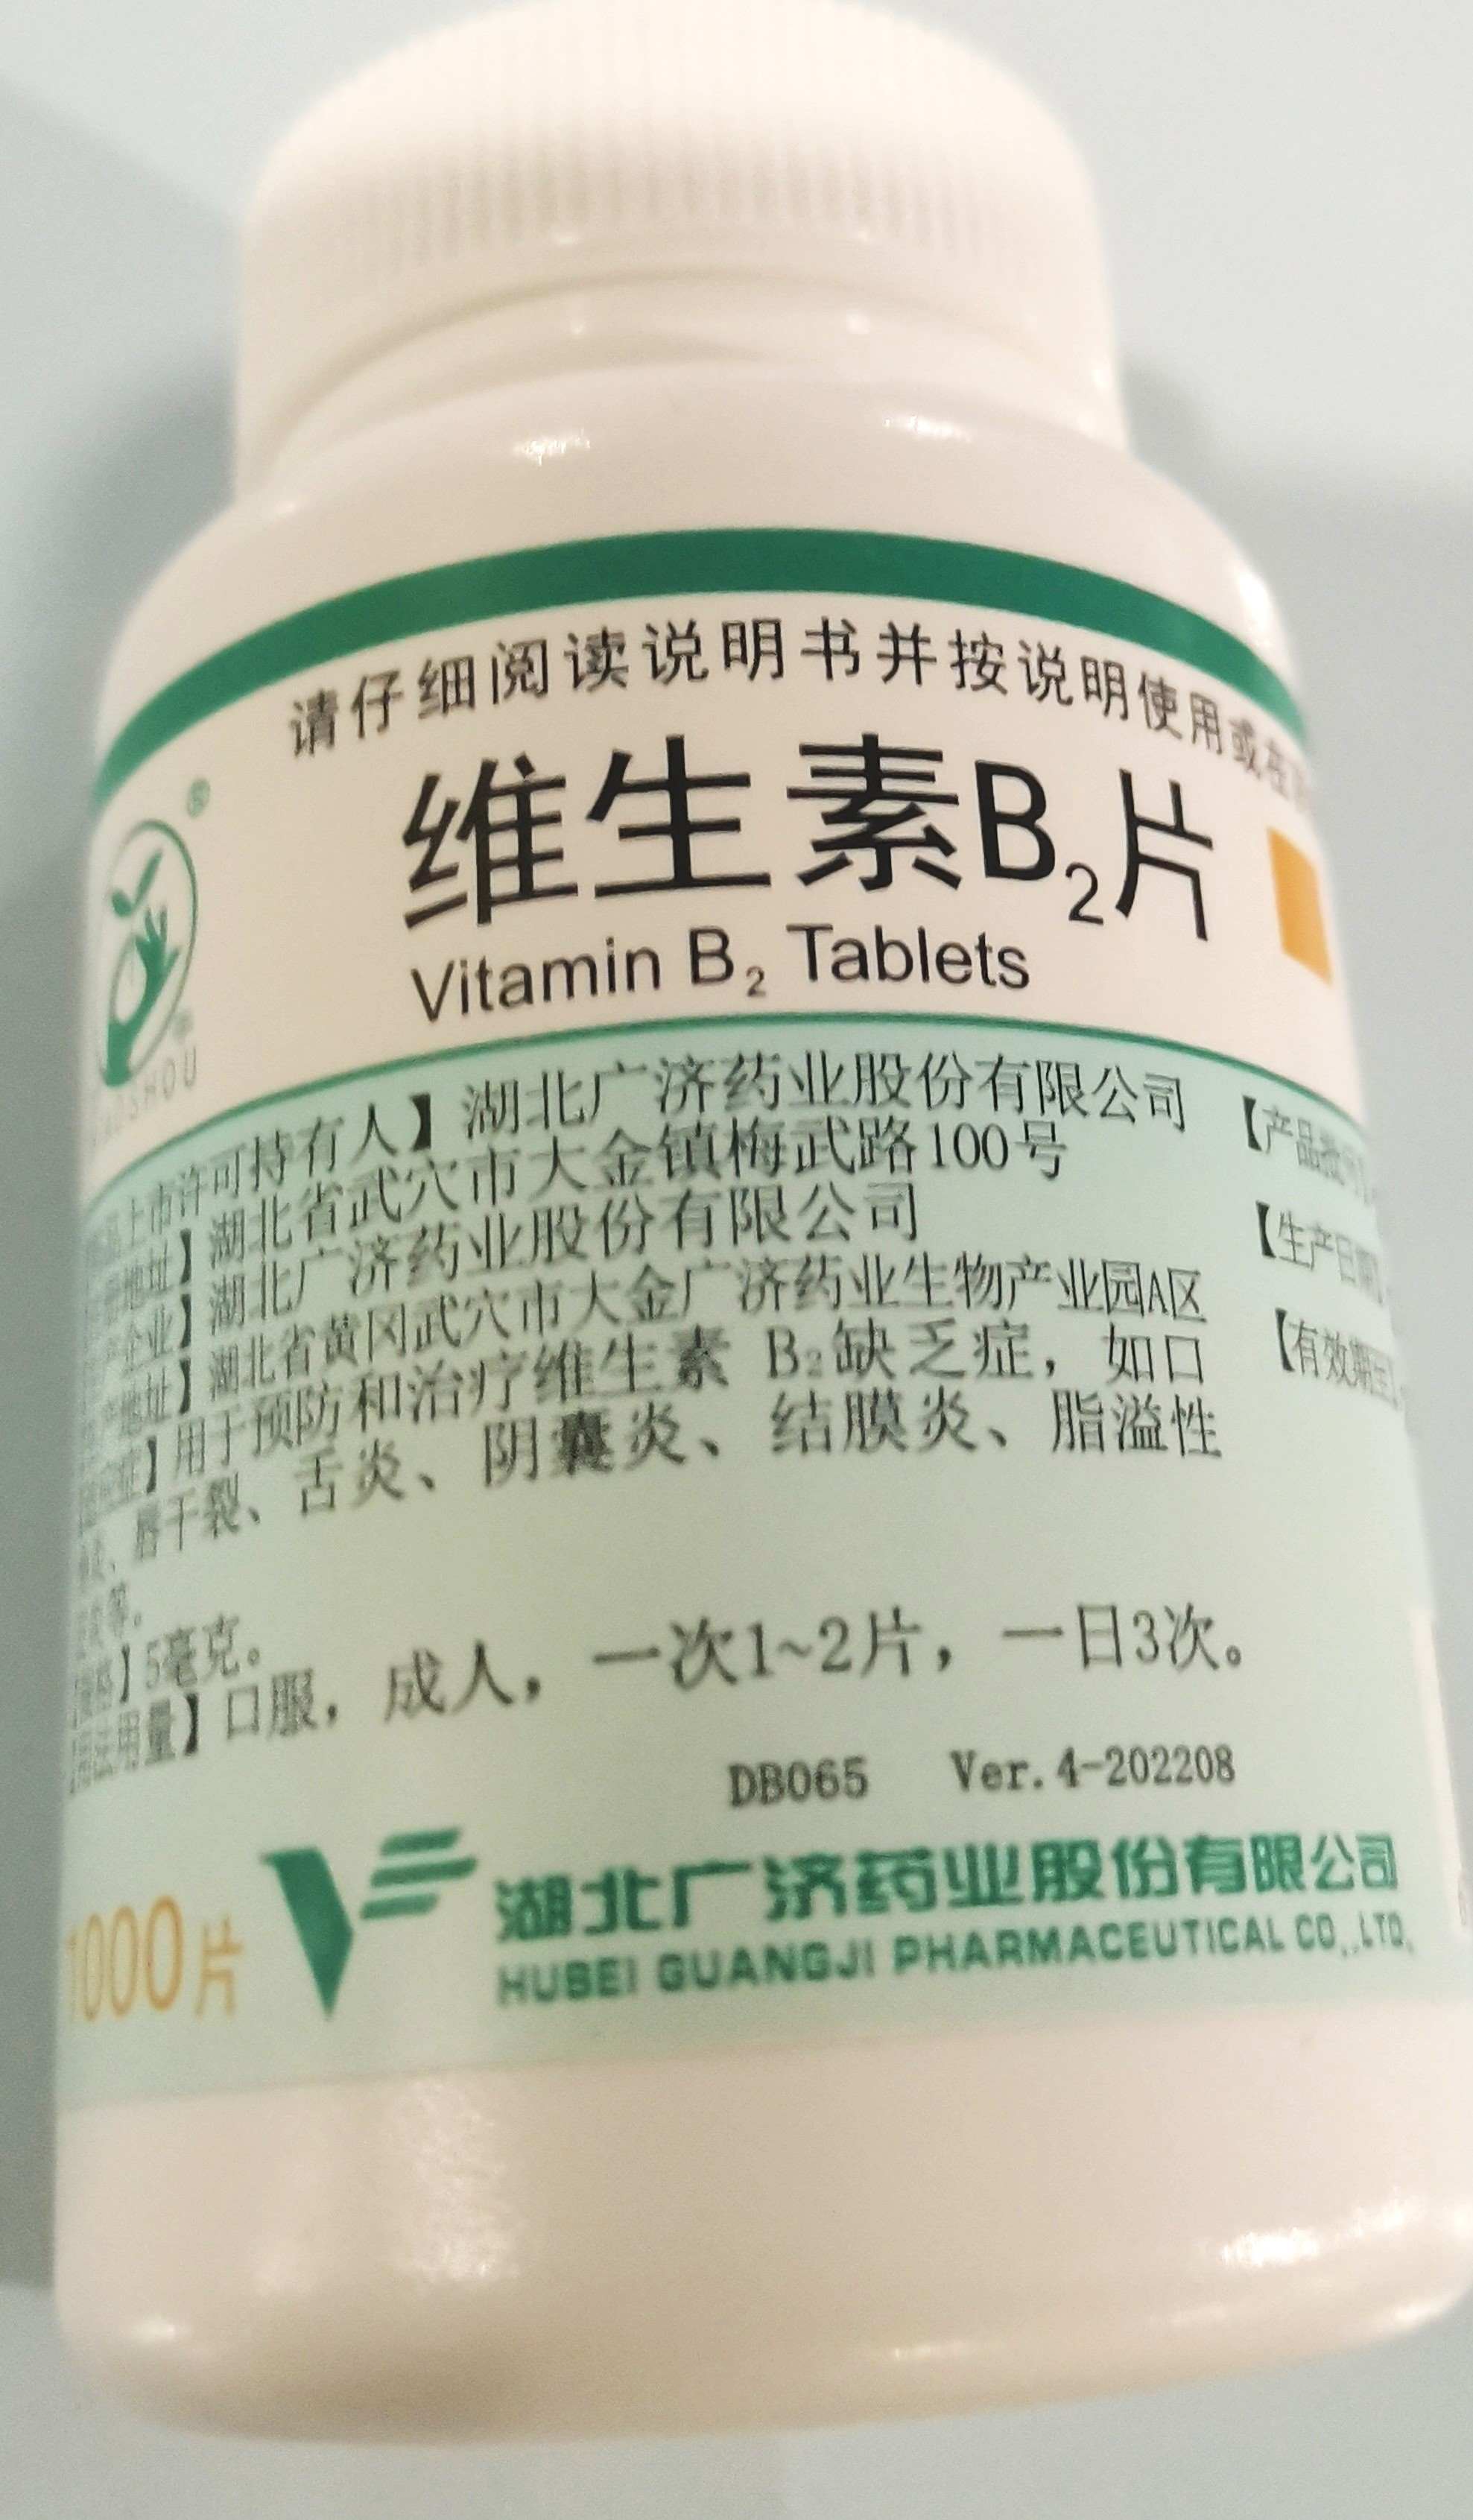 请仔细阅读说明书并按说明使用或在
®
维生素B₂片
Vitamin B₂ Tablets
SHOU
上市许可持有人】湖北广济药业股份有限公司
地址】湖北省武穴市大金镇梅武路100号
企业】湖北广济药业股份有限公司
地址】湖北省黄冈武穴市大金广济药业生物产业园A区
症】用于预防和治疗维生素 B₂缺乏症，如口
、唇干裂、舌炎、阴囊炎、结膜炎、脂溢性
等。
格】5毫克。
用量】口服，成人，一次1~2片，一日3次。
【产品批号】
【生产日期】
【有效期至】
DB065 Ver.4-202208
1000片
湖北广济药业股份有限公司
HUBEI GUANGJI PHARMACEUTICAL CO.,LTD.